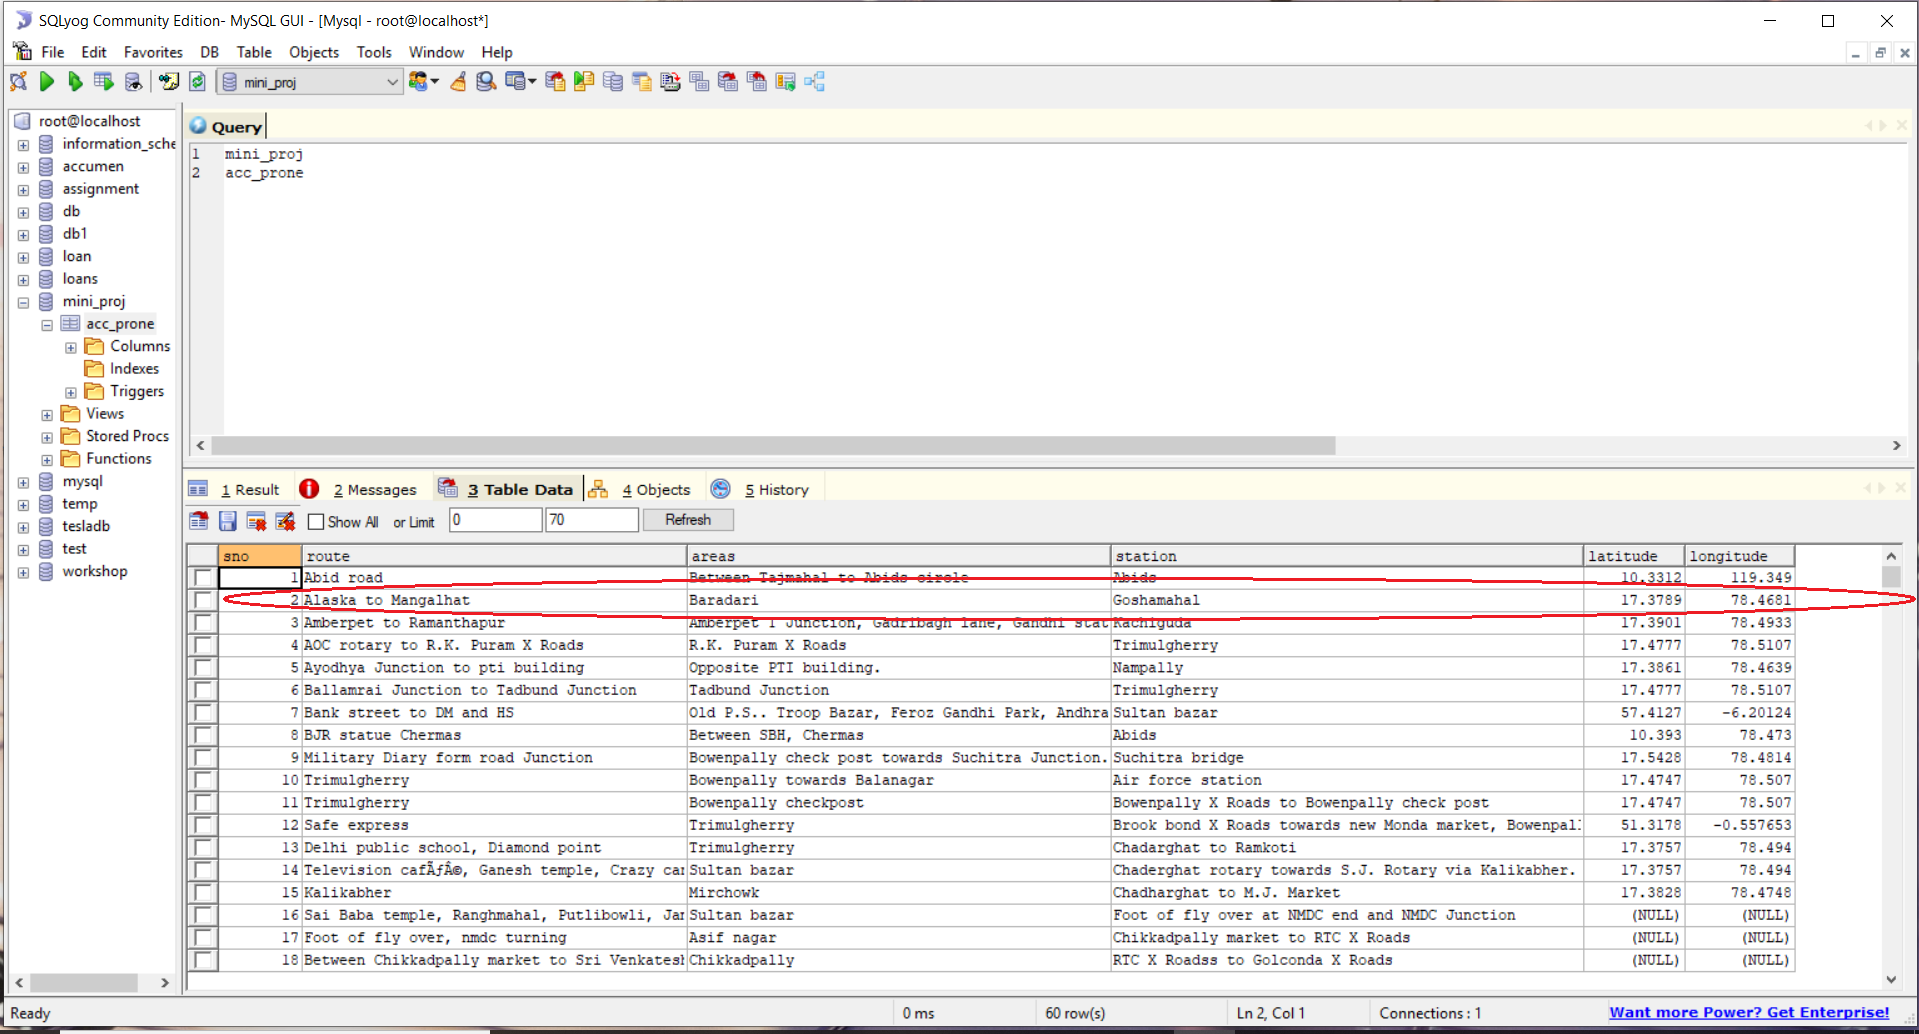 SQLyog Community Edition- MySQL GUI - [Mysql - root@localhost*]
File Edit Favorites DB Table Objects Tools Window Help
mini_proj
root@localhost
information_sche
accumen
assignment
db
db1
loan
loans
mini_proj
acc_prone
Columns
Indexes
Triggers
Views
Stored Procs
Functions
mysql
temp
tesladb
test
workshop
Query
1 mini_proj
2 acc_prone
1 Result 2 Messages 3 Table Data 4 Objects 5 History
Show All or Limit 0 70 Refresh
sno route areas station latitude longitude
1 Abid road Between Tajmahal to Abids circle Abids 10.3312 119.349
2 Alaska to Mangalhat Baradari Goshamahal 17.3789 78.4681
3 Amberpet to Ramanthapur Amberpet T Junction, Gadribagh lane, Gandhi stat Kachiguda 17.3901 78.4933
4 AOC rotary to R.K. Puram X Roads R.K. Puram X Roads Trimulgherry 17.4777 78.5107
5 Ayodhya Junction to pti building Opposite PTI building. Nampally 17.3861 78.4639
6 Ballamrai Junction to Tadbund Junction Tadbund Junction Trimulgherry 17.4777 78.5107
7 Bank street to DM and HS Old P.S.. Troop Bazar, Feroz Gandhi Park, Andhra Sultan bazar 57.4127 -6.20124
8 BJR statue Chermas Between SBH, Chermas Abids 10.393 78.473
9 Military Diary form road Junction Bowenpally check post towards Suchitra Junction. Suchitra bridge 17.5428 78.4814
10 Trimulgherry Bowenpally towards Balanagar Air force station 17.4747 78.507
11 Trimulgherry Bowenpally checkpost Bowenpally X Roads to Bowenpally check post 17.4747 78.507
12 Safe express Trimulgherry Brook bond X Roads towards new Monda market, Bowenpal 51.3178 -0.557653
13 Delhi public school, Diamond point Trimulgherry Chadarghat to Ramkoti 17.3757 78.494
14 Television cafÃƒÂ©, Ganesh temple, Crazy car Sultan bazar Chaderghat rotary towards S.J. Rotary via Kalikabher. 17.3757 78.494
15 Kalikabher Mirchowk Chadharghat to M.J. Market 17.3828 78.4748
16 Sai Baba temple, Ranghmahal, Putlibowli, Jar Sultan bazar Foot of fly over at NMDC end and NMDC Junction (NULL) (NULL)
17 Foot of fly over, nmdc turning Asif nagar Chikkadpally market to RTC X Roads (NULL) (NULL)
18 Between Chikkadpally market to Sri Venkatesh Chikkadpally RTC X Roadss to Golconda X Roads (NULL) (NULL)
Ready 0 ms 60 row(s) Ln 2, Col 1 Connections : 1 Want more Power? Get Enterprise!